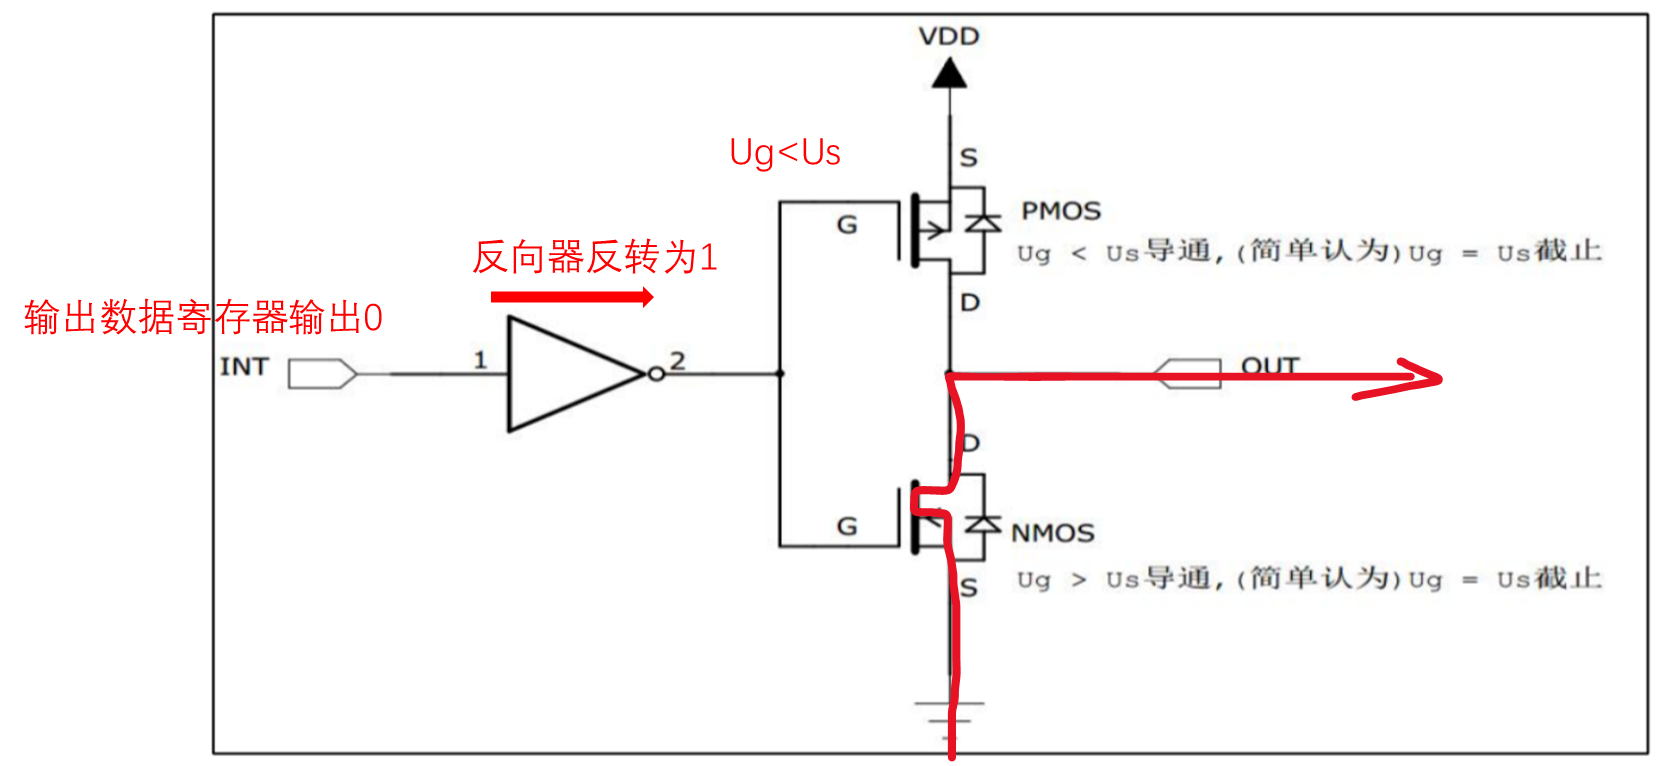 VDD
Ug<Us
S
G
PMOS
Ug < Us导通,(简单认为)Ug = Us截止
反向器反转为1
D
输出数据寄存器输出0
INT
1
2
OUT
D
G
NMOS
Ug > Us导通,(简单认为)Ug = Us截止
S